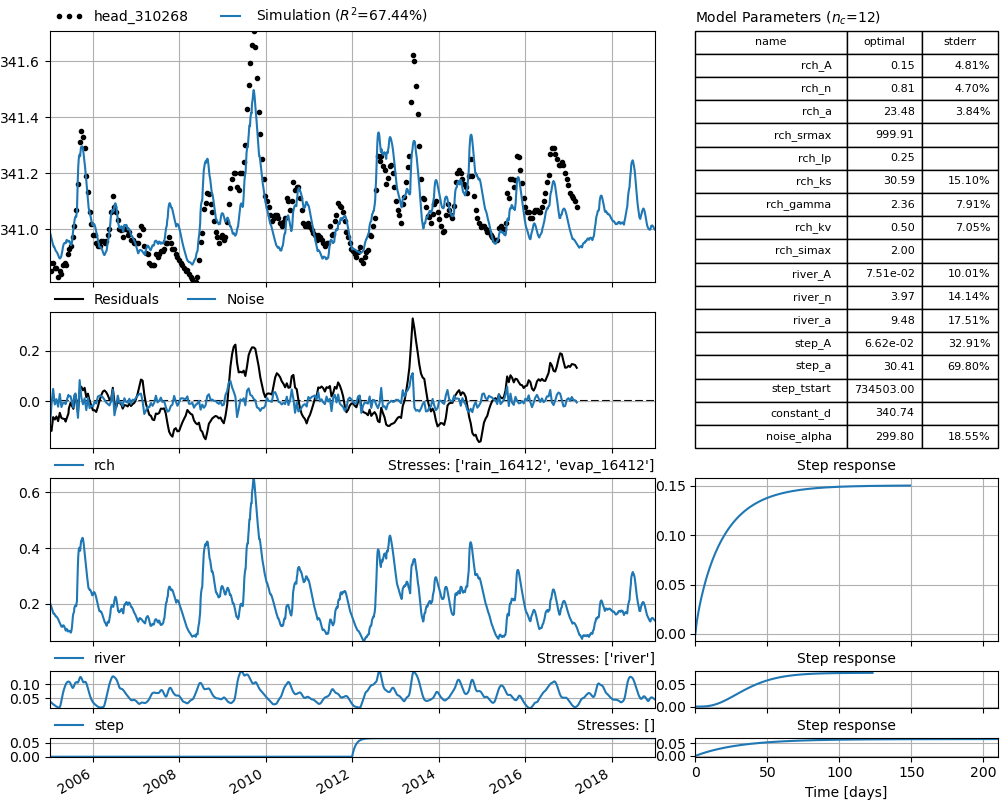 head_310268 Simulation (R²=67.44%)
341.6
341.4
341.2
341.0
Residuals Noise
0.2
0.0
rch Stresses: ['rain_16412', 'evap_16412']
0.6
0.4
0.2
river Stresses: ['river']
0.10
0.05
step Stresses: []
0.05
0.00
2006 2008 2010 2012 2014 2016 2018
Model Parameters (n_c=12)
name optimal stderr
rch_A 0.15 4.81%
rch_n 0.81 4.70%
rch_a 23.48 3.84%
rch_srmax 999.91
rch_lp 0.25
rch_ks 30.59 15.10%
rch_gamma 2.36 7.91%
rch_kv 0.50 7.05%
rch_simax 2.00
river_A 7.51e-02 10.01%
river_n 3.97 14.14%
river_a 9.48 17.51%
step_A 6.62e-02 32.91%
step_a 30.41 69.80%
step_tstart 734503.00
constant_d 340.74
noise_alpha 299.80 18.55%
Step response
0.15
0.10
0.05
0.00
Step response
0.05
0.00
Step response
0.05
0.00
0 50 100 150 200
Time [days]